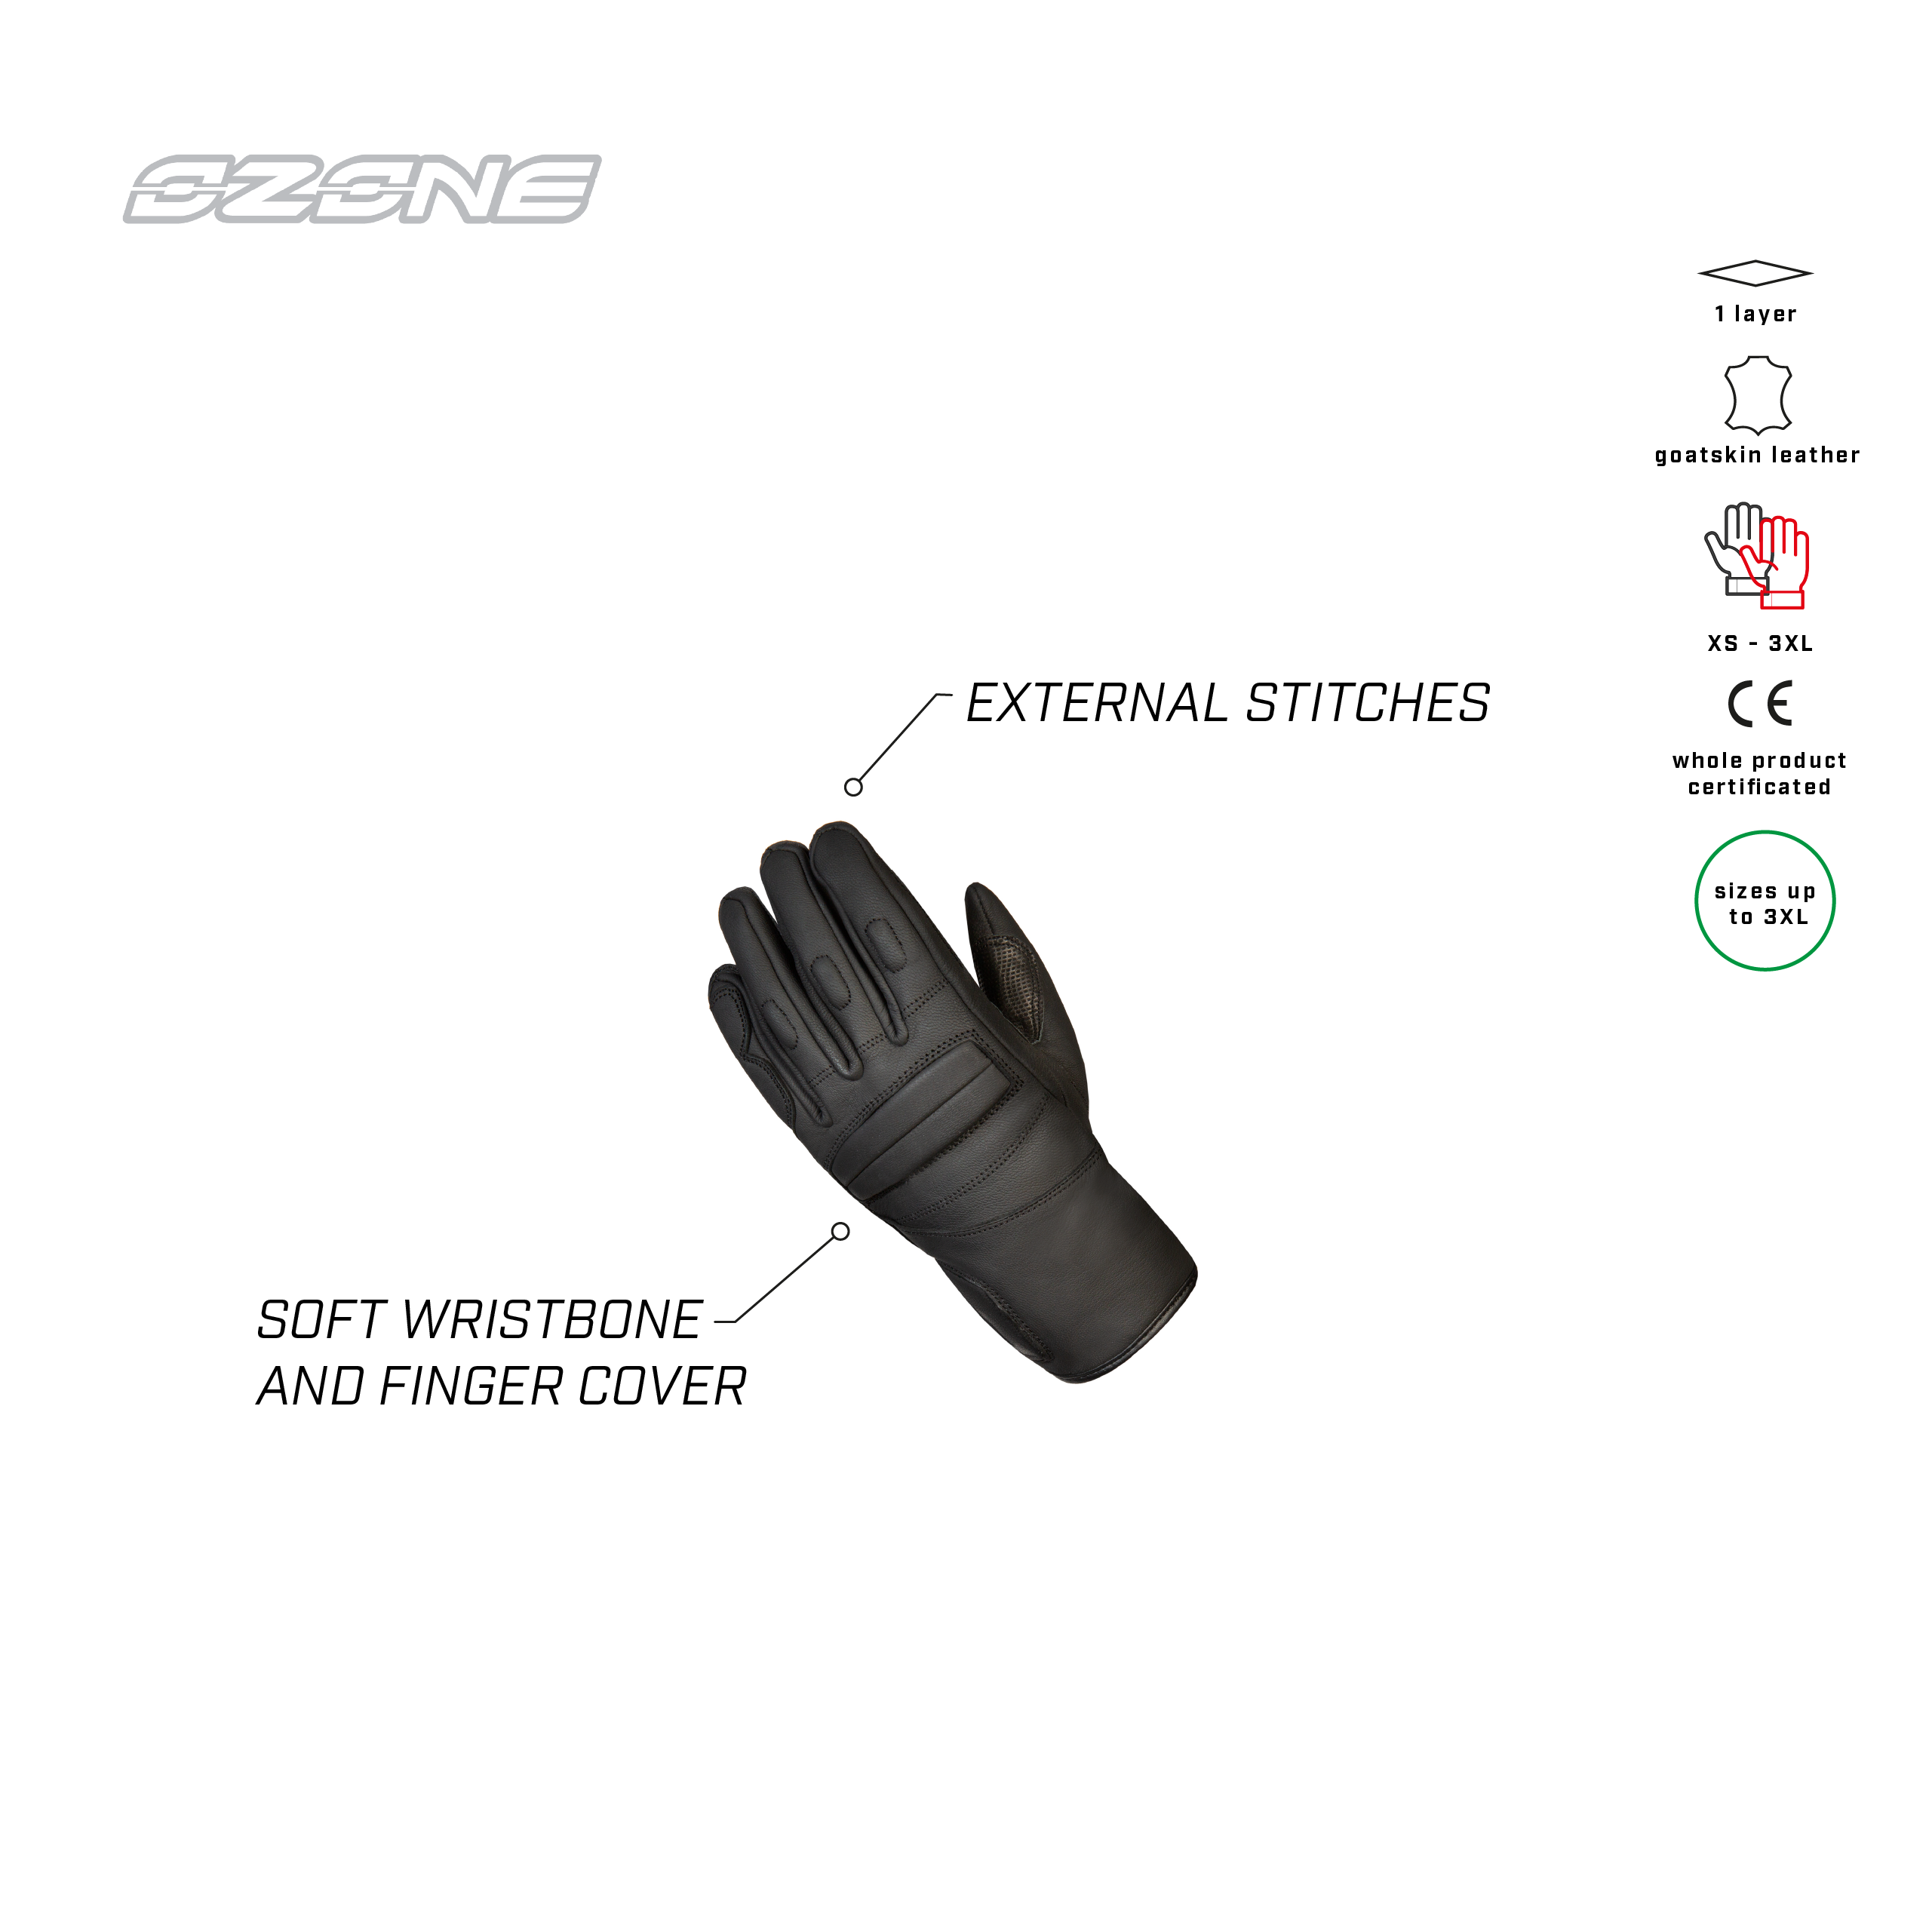 OZONE
1 layer
goatskin leather
XS - 3XL
EXTERNAL STITCHES
CE
whole product
certificated
sizes up
to 3XL
SOFT WRISTBONE
AND FINGER COVER